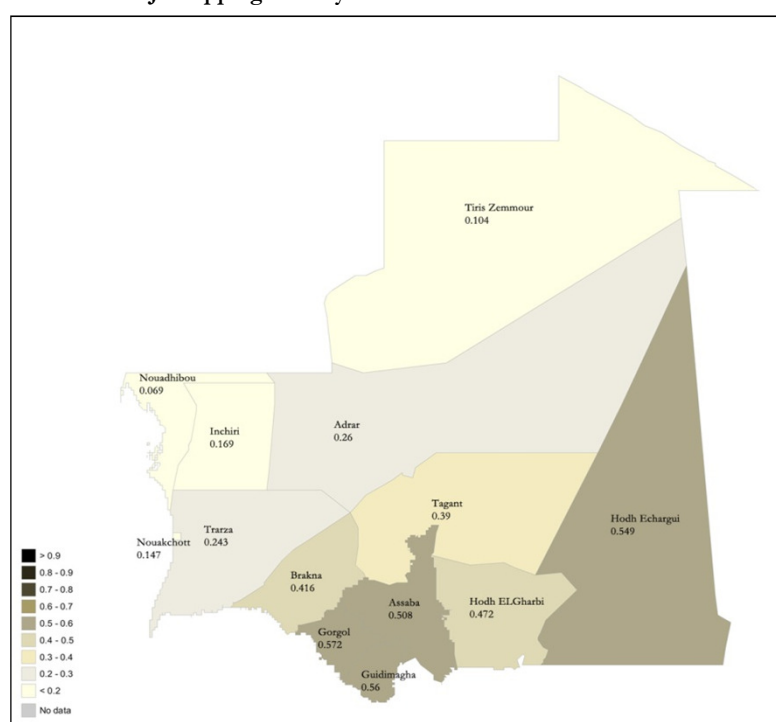 Tiris Zemmour
0.104
Nouadhibou
0.069
Inchiri
0.169
Adrar
0.26
Tagant
0.39
Hodh Echargui
0.549
Trarza
0.243
Nouakchott
0.147
Brakna
0.416
Assaba
0.508
Hodh ELGharbi
0.472
Gorgol
0.572
Guidimagha
0.56
> 0.9
0.8 - 0.9
0.7 - 0.8
0.6 - 0.7
0.5 - 0.6
0.4 - 0.5
0.3 - 0.4
0.2 - 0.3
< 0.2
No data